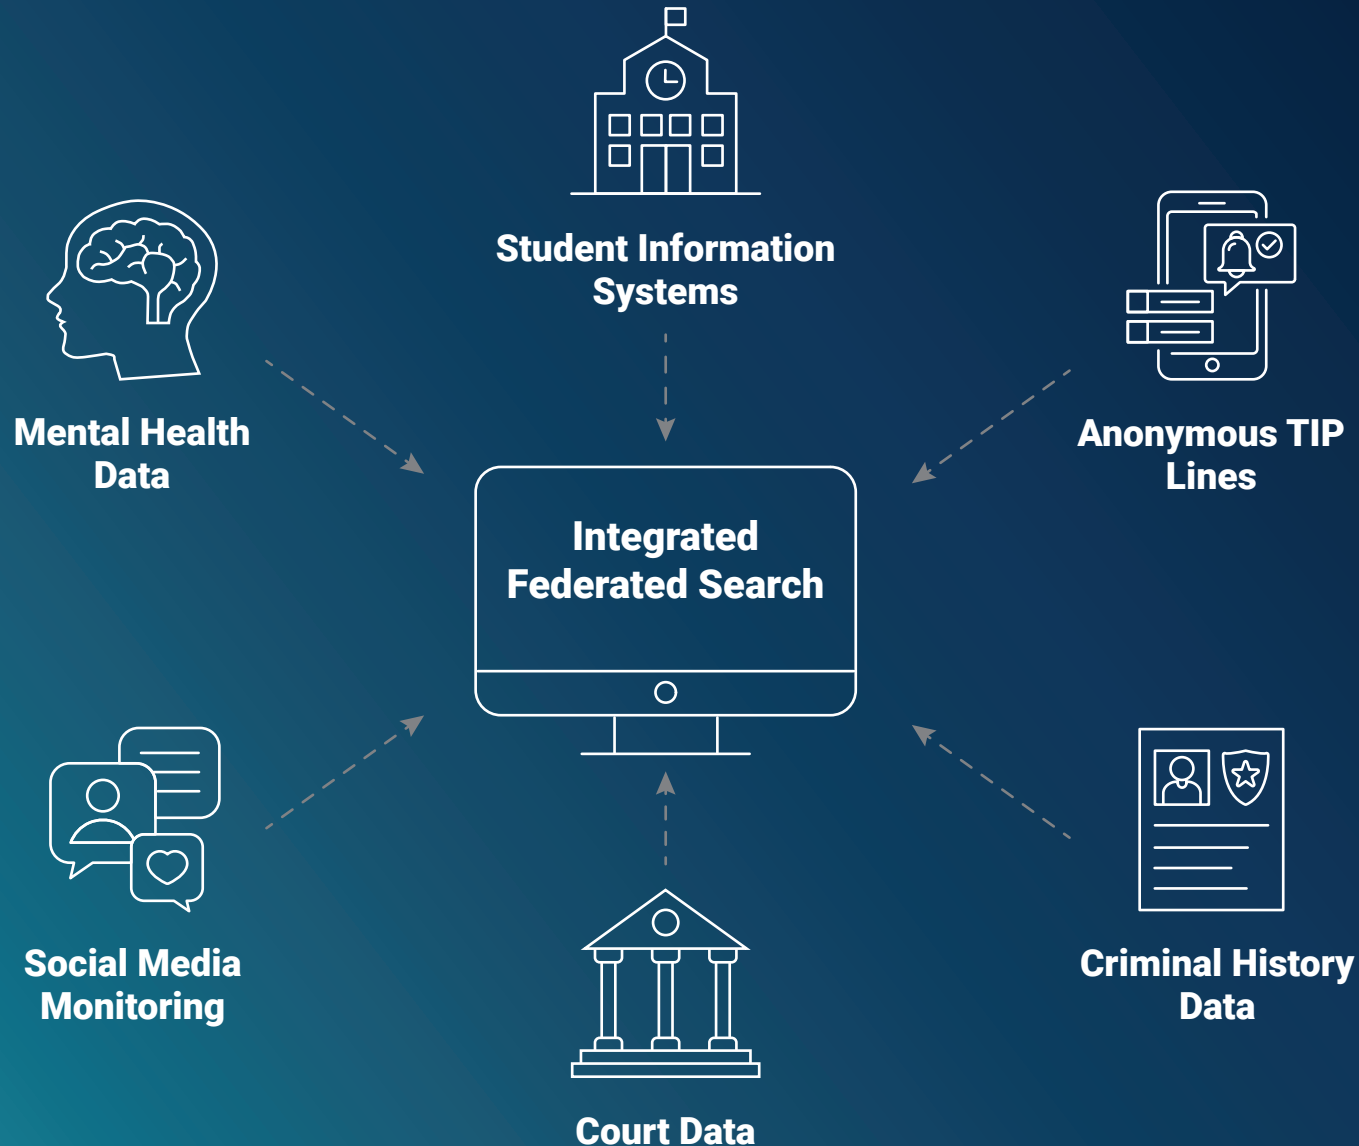 Student Information
Systems
Mental Health
Data
Anonymous TIP
Lines
Integrated
Federated Search
Social Media
Monitoring
Criminal History
Data
Court Data